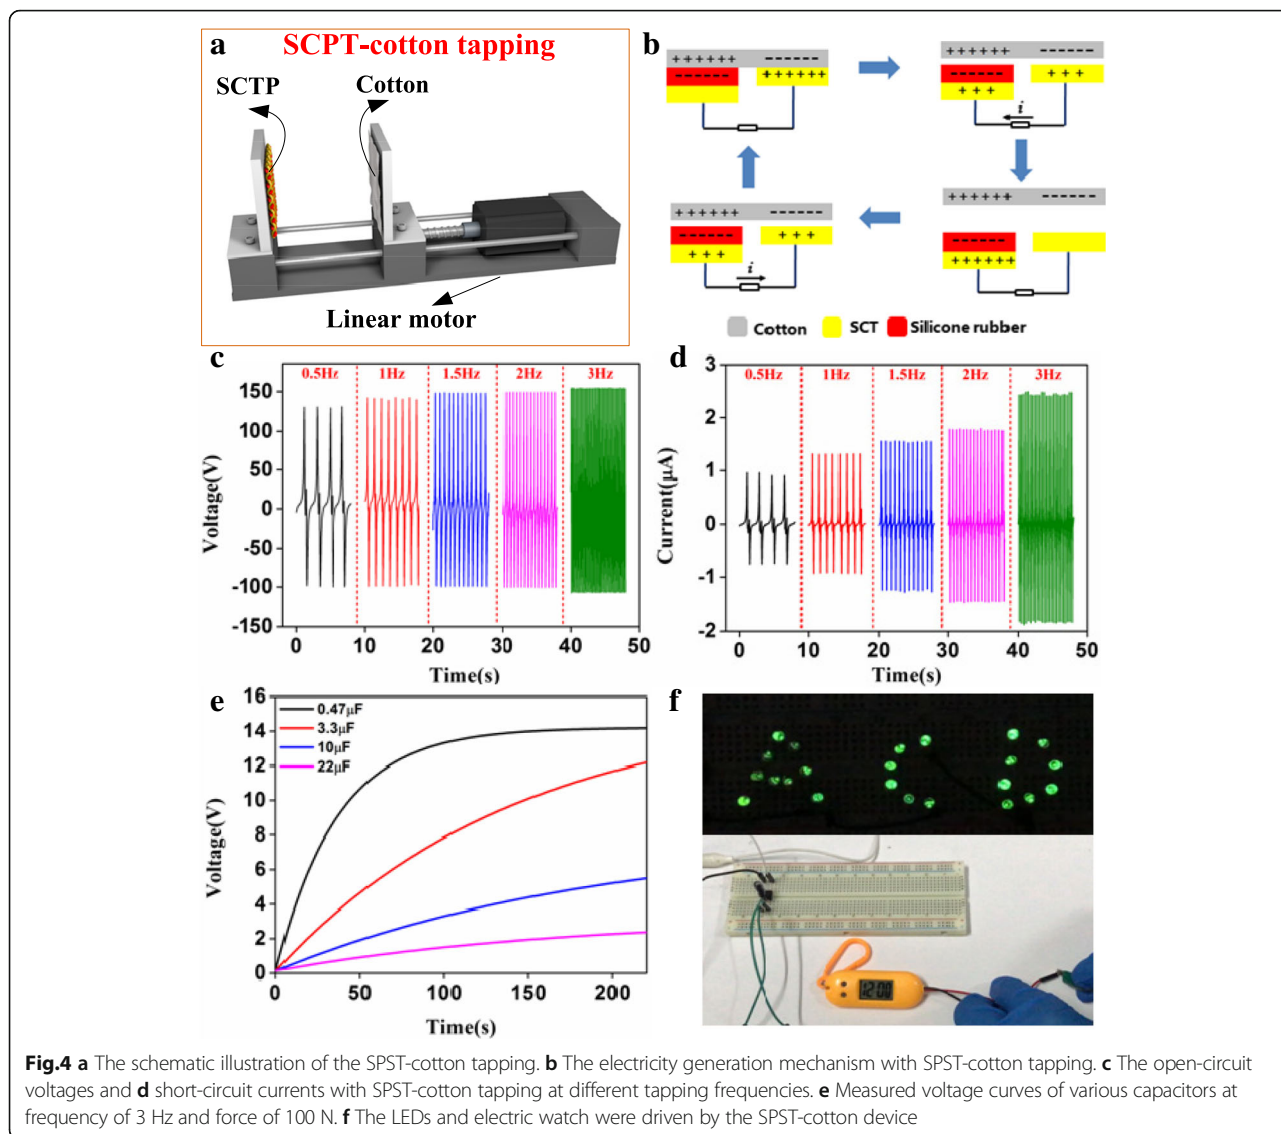 a
SCPT-cotton tapping
SCTP
Cotton
Linear motor
b
++++++
------
------
++++++
++++++
------
------
+++
+++
i
++++++
------
------
+++
+++
i
++++++
------
------
++++++
Cotton
SCT
Silicone rubber
c
0.5Hz
1Hz
1.5Hz
2Hz
3Hz
Voltage(V)
150
100
50
0
-50
-100
-150
0
10
20
30
40
50
Time(s)
d
0.5Hz
1Hz
1.5Hz
2Hz
3Hz
Current(μA)
3
2
1
0
-1
-2
0
10
20
30
40
50
Time(s)
e
0.47μF
3.3μF
10μF
22μF
Voltage(V)
16
14
12
10
8
6
4
2
0
0
50
100
150
200
Time(s)
f
A C P
12:00
Fig.4 a The schematic illustration of the SPST-cotton tapping. b The electricity generation mechanism with SPST-cotton tapping. c The open-circuit
voltages and d short-circuit currents with SPST-cotton tapping at different tapping frequencies. e Measured voltage curves of various capacitors at
frequency of 3 Hz and force of 100 N. f The LEDs and electric watch were driven by the SPST-cotton device